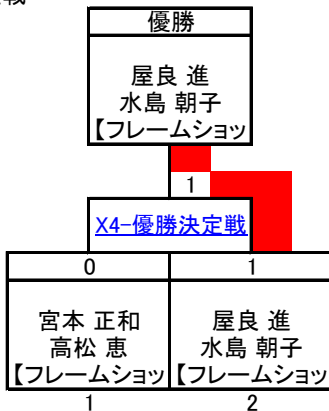 優勝
屋良 進
水島 朝子
【フレームショッ
1
X4-優勝決定戦
0 1
宮本 正和 屋良 進
高松 恵 水島 朝子
【フレームショッ 【フレームショッ
1 2